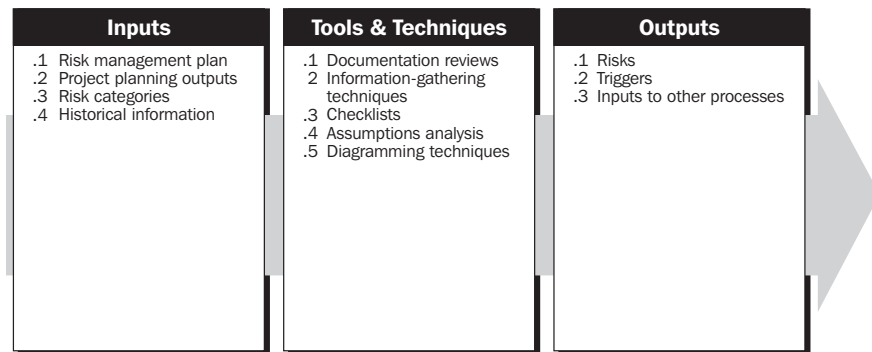 Inputs
.1 Risk management plan
.2 Project planning outputs
.3 Risk categories
.4 Historical information
Tools & Techniques
.1 Documentation reviews
2 Information-gathering
techniques
.3 Checklists
.4 Assumptions analysis
.5 Diagramming techniques
Outputs
.1 Risks
.2 Triggers
.3 Inputs to other processes